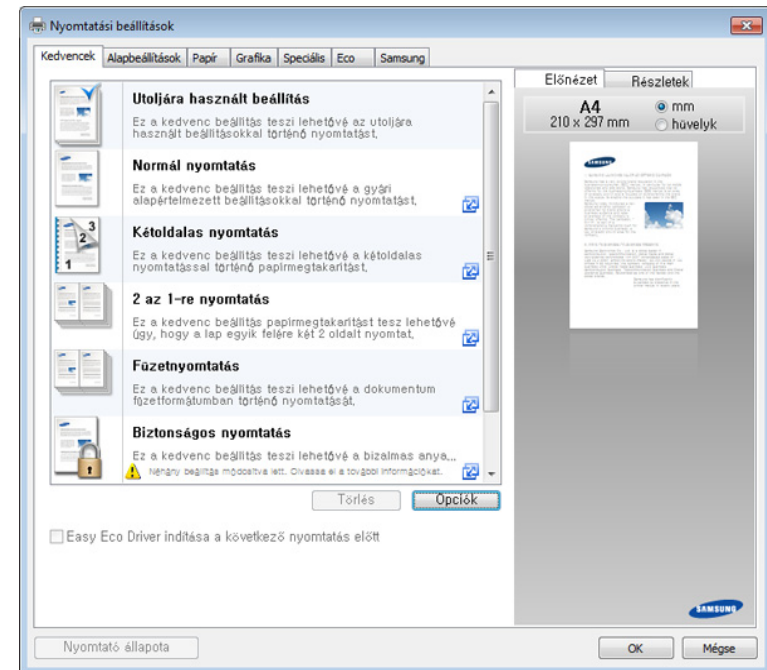 Nyomtatási beállítások
Kedvencek Alapbeállítások Papír Grafika Speciális Eco Samsung
Utoljára használt beállítás
Ez a kedvenc beállítás teszi lehetővé az utoljára
használt beállításokkal történő nyomtatást.
Normál nyomtatás
Ez a kedvenc beállítás teszi lehetővé a gyári
alapértelmezett beállításokkal történő nyomtatást.
Kétoldalas nyomtatás
Ez a kedvenc beállítás teszi lehetővé a kétoldalas
nyomtatással történő papírmegtakarítást.
2 az 1-re nyomtatás
Ez a kedvenc beállítás papírmegtakarítást tesz lehetővé
úgy, hogy a lap egyik felére két 2 oldalt nyomtat.
Füzetnyomtatás
Ez a kedvenc beállítás teszi lehetővé a dokumentum
füzetformátumban történő nyomtatását.
Biztonságos nyomtatás
Ez a kedvenc beállítás teszi lehetővé a bizalmas anya...
Néhány beállítás módosítva lett. Olvassa el a további információkat.
Törlés Opciók
Easy Eco Driver indítása a következő nyomtatás előtt
Nyomtató állapota
Előnézet Részletek
A4
210 x 297 mm
mm
hüvelyk
SAMSUNG
OK Mégse